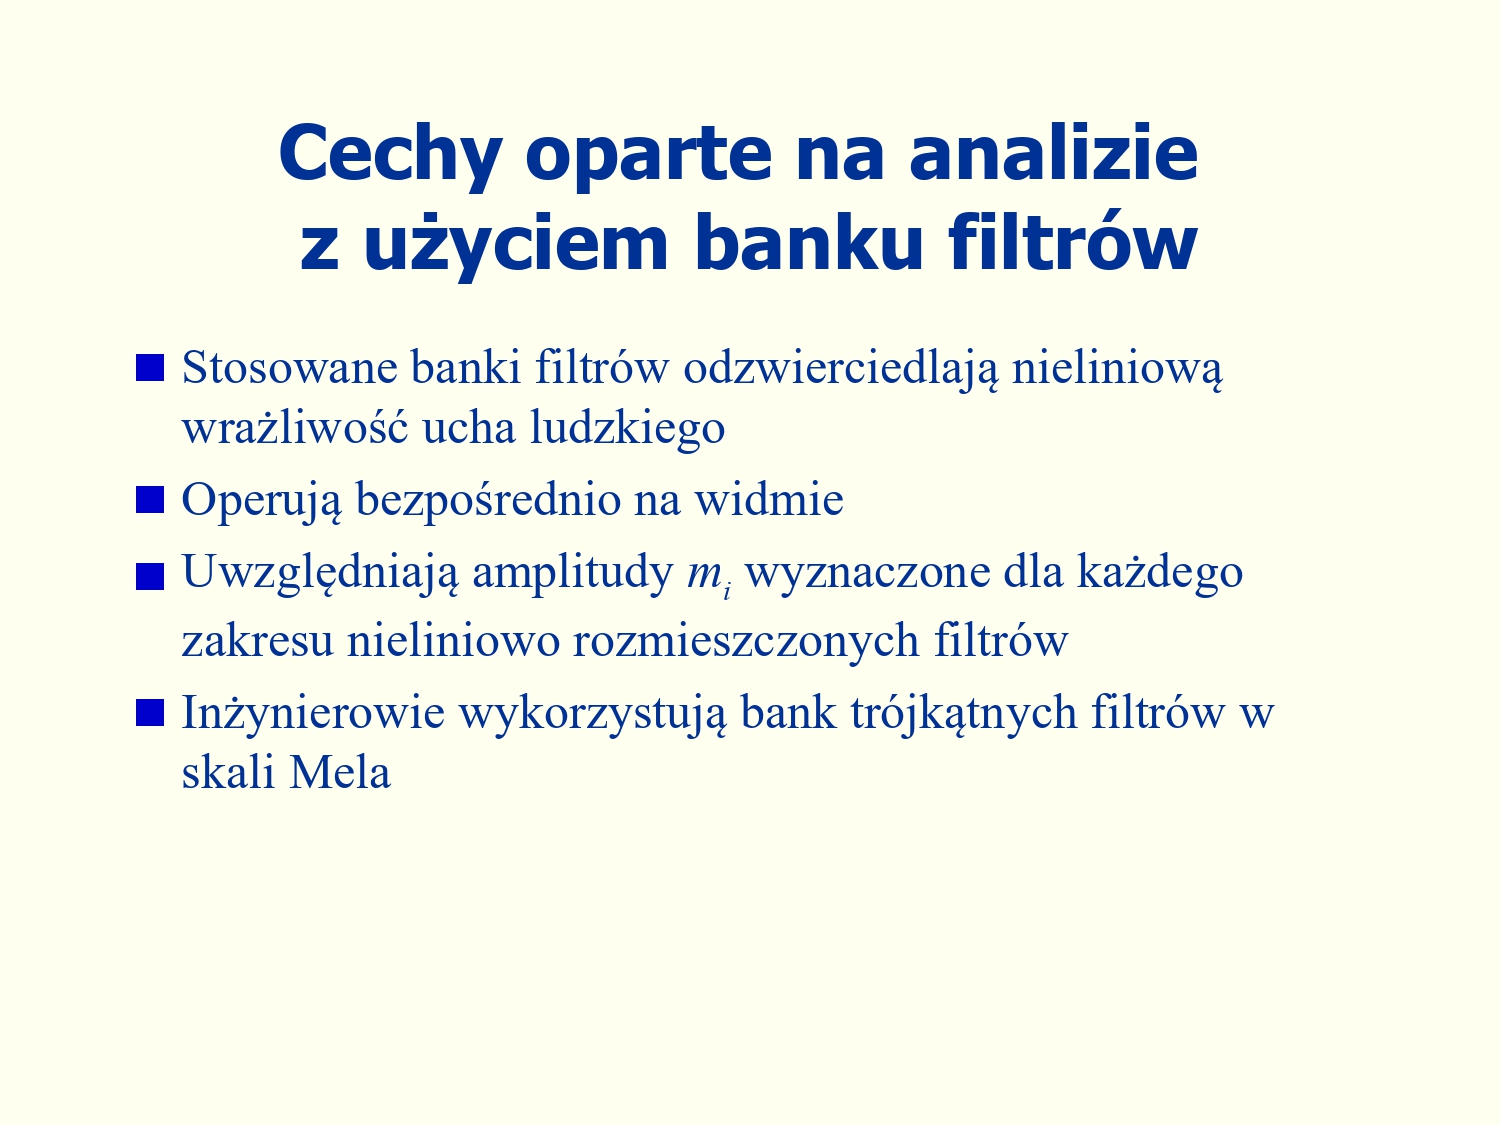 Cechy oparte na analizie
z użyciem banku filtrów
Stosowane banki filtrów odzwierciedlają nieliniową
wrażliwość ucha ludzkiego
Operują bezpośrednio na widmie
Uwzględniają amplitudy m_i wyznaczone dla każdego
zakresu nieliniowo rozmieszczonych filtrów
Inżynierowie wykorzystują bank trójkątnych filtrów w
skali Mela